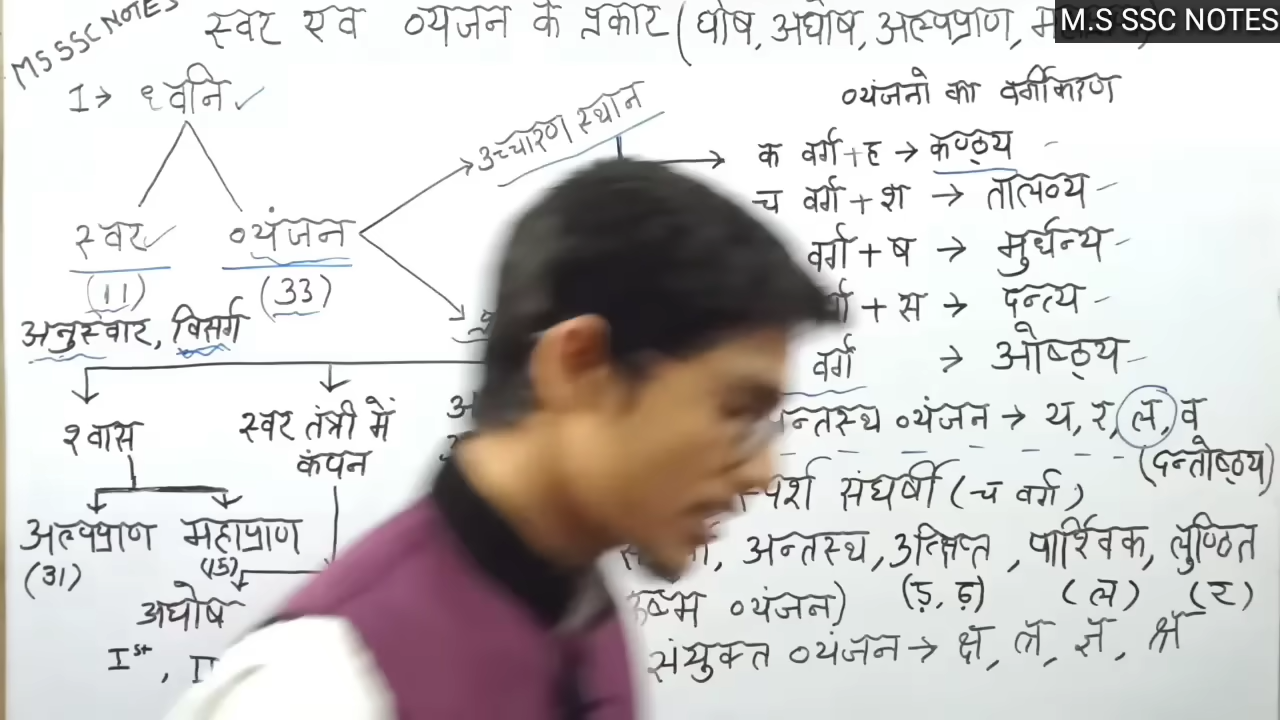 MS SSC NOTES
M.S SSC NOTES
स्वर एव व्यंजन के प्रकार (घोष, अघोष, अल्पप्राण,
I → ध्वनि
स्वर व्यंजन
(11) (33)
अनुस्वार, विसर्ग
उच्चारण स्थान
श्वास
स्वर तंत्री में
कंपन
अल्पप्राण महाप्राण
(31) (15)
अघोष
Ist,
व्यंजनो का वर्गीकरण
क वर्ग + ह → कण्ठ्य
च वर्ग + श → तालव्य
वर्ग + ष → मुर्धन्य
+ स → दन्त्य
वर्ग → ओष्ठ्य
अन्तस्थ व्यंजन → य, र, ल, व
(दन्तोष्ठ्य)
स्पर्श संघर्षी (च वर्ग)
अन्तस्थ, उत्क्षिप्त, पार्श्विक, लुण्ठित
ऊष्म व्यंजन) (ड़, ढ़) (ल) (र)
संयुक्त व्यंजन → क्ष, त्र, ज्ञ, श्र